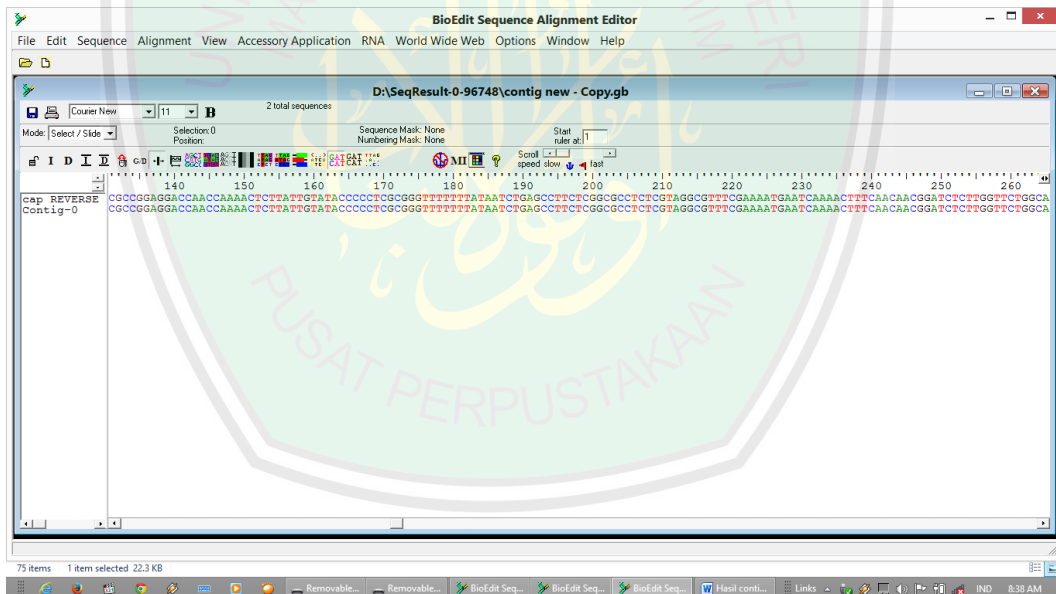 BioEdit Sequence Alignment Editor
File Edit Sequence Alignment View Accessory Application RNA World Wide Web Options Window Help
D:\SeqResult-0-96748\contig new - Copy.gb
Courier New 11 B 2 total sequences
Mode: Select / Slide Selection: 0 Position: Sequence Mask: None Numbering Mask: None Start ruler at: 1
I D I D G/D MI ? Scroll speed slow fast
140 150 160 170 180 190 200 210 220 230 240 250 260
cap REVERSE CGCCGGAGGACCAACCAAAACTCTTATTGTATACCCCCTCGCGGGTTTTTTTATAATCTGAGCCTTCTCGGCGCCTCTCGTAGGCGTTTCGAAAATGAATCAAAACTTTCAACAACGGATCTCTTGGTTCTGGCA
Contig-0 CGCCGGAGGACCAACCAAAACTCTTATTGTATACCCCCTCGCGGGTTTTTTTATAATCTGAGCCTTCTCGGCGCCTCTCGTAGGCGTTTCGAAAATGAATCAAAACTTTCAACAACGGATCTCTTGGTTCTGGCA
PUSAT PERPUSTAKAAN
75 items 1 item selected 22.3 KB
Removable... Removable... BioEdit Seq... BioEdit Seq... BioEdit Seq... Hasil conti... Links IND 8:38 AM